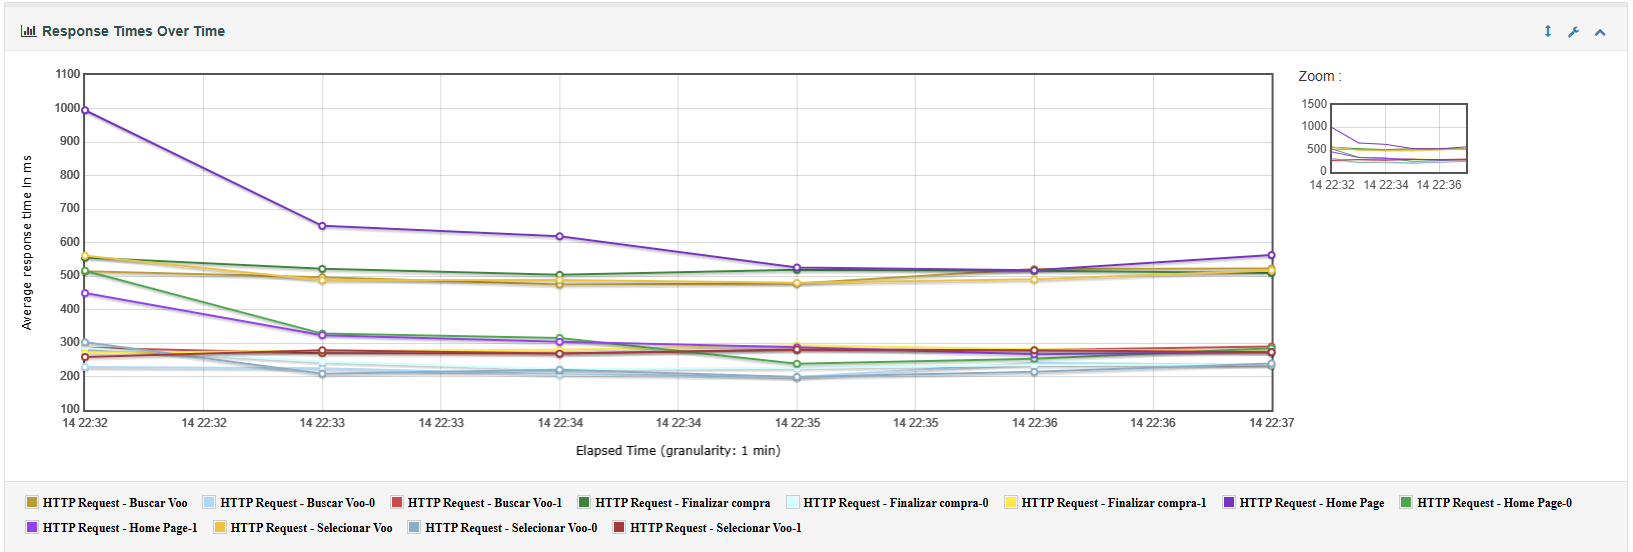 Response Times Over Time
Zoom :
1100
1000
900
800
700
600
500
400
300
200
100
Average response time in ms
14 22:32 14 22:32 14 22:33 14 22:33 14 22:34 14 22:34 14 22:35 14 22:35 14 22:36 14 22:36 14 22:37
Elapsed Time (granularity: 1 min)
1500
1000
500
0
14 22:32 14 22:34 14 22:36
HTTP Request - Buscar Voo HTTP Request - Buscar Voo-0 HTTP Request - Buscar Voo-1 HTTP Request - Finalizar compra HTTP Request - Finalizar compra-0 HTTP Request - Finalizar compra-1 HTTP Request - Home Page HTTP Request - Home Page-0
HTTP Request - Home Page-1 HTTP Request - Selecionar Voo HTTP Request - Selecionar Voo-0 HTTP Request - Selecionar Voo-1